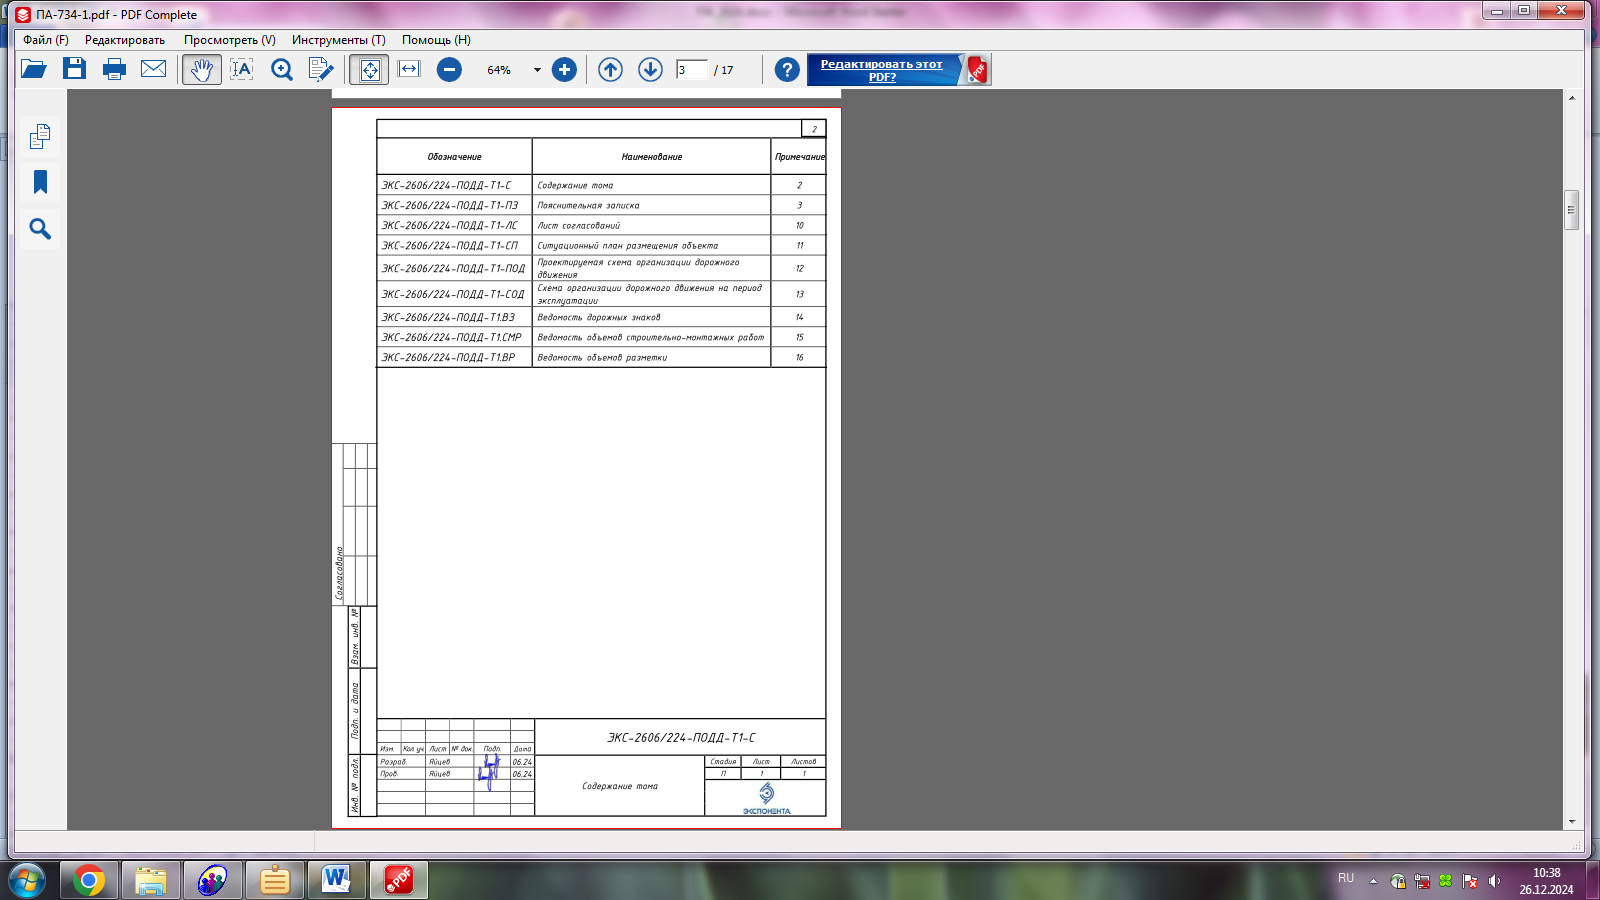 ПА-734-1.pdf - PDF Complete
Файл (F) Редактировать Просмотреть (V) Инструменты (T) Помощь (H)
64% 3 / 17 Редактировать этот
PDF?
2
Обозначение Наименование Примечание
ЭКС-2606/224-ПОДД-Т1-С Содержание тома 2
ЭКС-2606/224-ПОДД-Т1-ПЗ Пояснительная записка 3
ЭКС-2606/224-ПОДД-Т1-ЛС Лист согласований 10
ЭКС-2606/224-ПОДД-Т1-СП Ситуационный план размещения объекта 11
ЭКС-2606/224-ПОДД-Т1-ПОД Проектируемая схема организации дорожного
движения 12
ЭКС-2606/224-ПОДД-Т1-СОД Схема организации дорожного движения на период
эксплуатации 13
ЭКС-2606/224-ПОДД-Т1.ВЗ Ведомость дорожных знаков 14
ЭКС-2606/224-ПОДД-Т1.СМР Ведомость объемов строительно-монтажных работ 15
ЭКС-2606/224-ПОДД-Т1.ВР Ведомость объемов разметки 16
Согласовано
Взам. инв. №
Подп. и дата
Инв. № подл.
ЭКС-2606/224-ПОДД-Т1-С
Изм. Кол уч Лист № док. Подп. Дата
Разраб. Яйцев 06.24
Пров. Яйцев 06.24
Содержание тома
Стадия Лист Листов
П 1 1
ЭКСПОНЕНТА
RU 10:38
26.12.2024